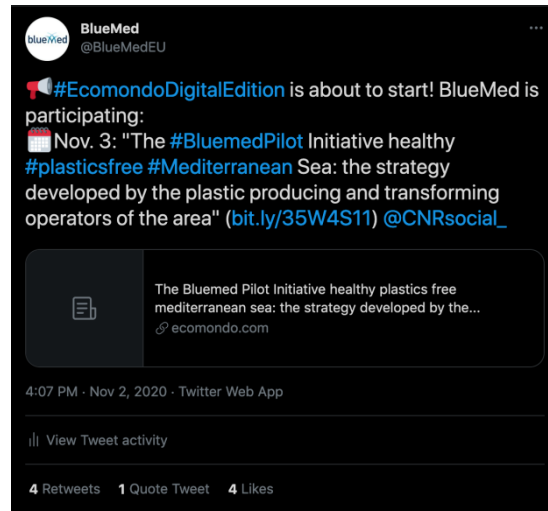 blueMed
BlueMed
@BlueMedEU
#EcomondoDigitalEdition is about to start! BlueMed is
participating:
Nov. 3: "The #BluemedPilot Initiative healthy
#plasticsfree #Mediterranean Sea: the strategy
developed by the plastic producing and transforming
operators of the area" (bit.ly/35W4S11) @CNRsocial_
The Bluemed Pilot Initiative healthy plastics free
mediterranean sea: the strategy developed by the...
ecomondo.com
4:07 PM · Nov 2, 2020 · Twitter Web App
View Tweet activity
4 Retweets 1 Quote Tweet 4 Likes